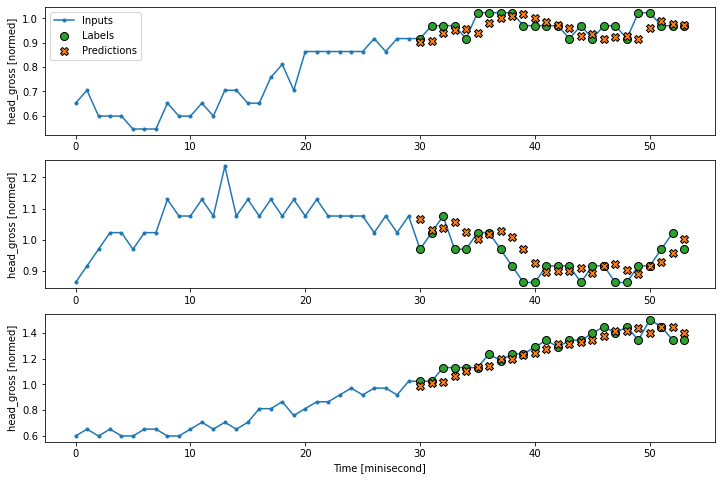 head_gross [normed]
1.0
0.9
0.8
0.7
0.6
Inputs
Labels
Predictions
0 10 20 30 40 50
head_gross [normed]
1.2
1.1
1.0
0.9
0 10 20 30 40 50
head_gross [normed]
1.4
1.2
1.0
0.8
0.6
0 10 20 30 40 50
Time [minisecond]